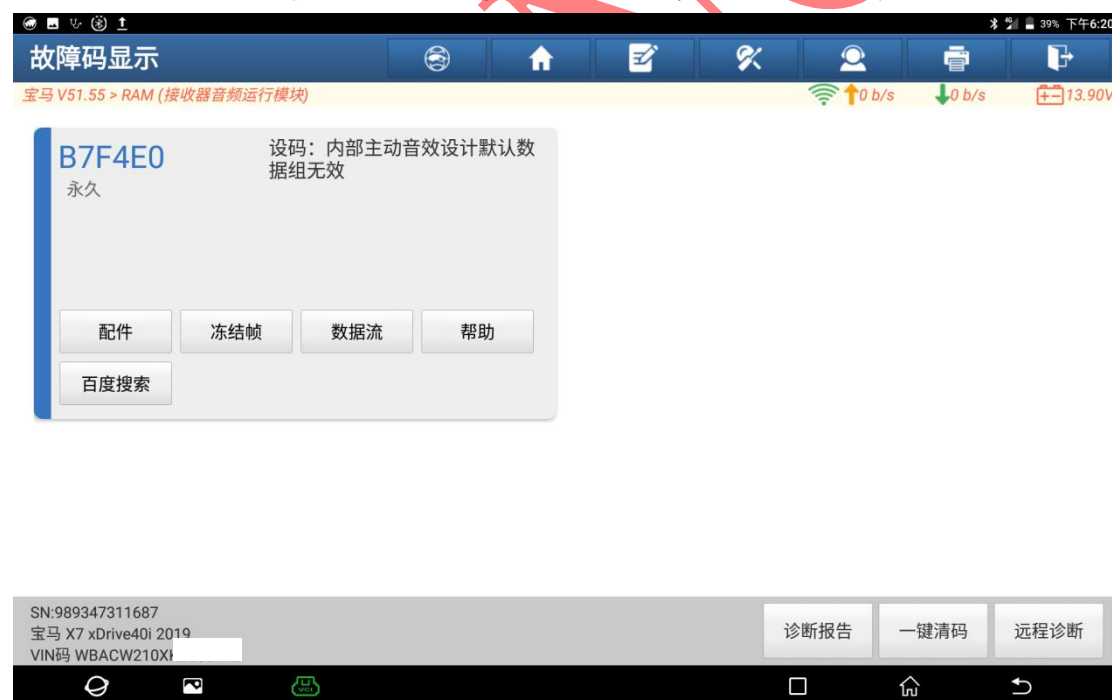 39% 下午6:20
故障码显示
宝马 V51.55 > RAM (接收器音频运行模块)
0 b/s
0 b/s
13.90V
B7F4E0
设码：内部主动音效设计默认数
据组无效
永久
配件
冻结帧
数据流
帮助
百度搜索
SN:989347311687
宝马 X7 xDrive40i 2019
VIN码 WBACW210X
诊断报告
一键清码
远程诊断
VCI